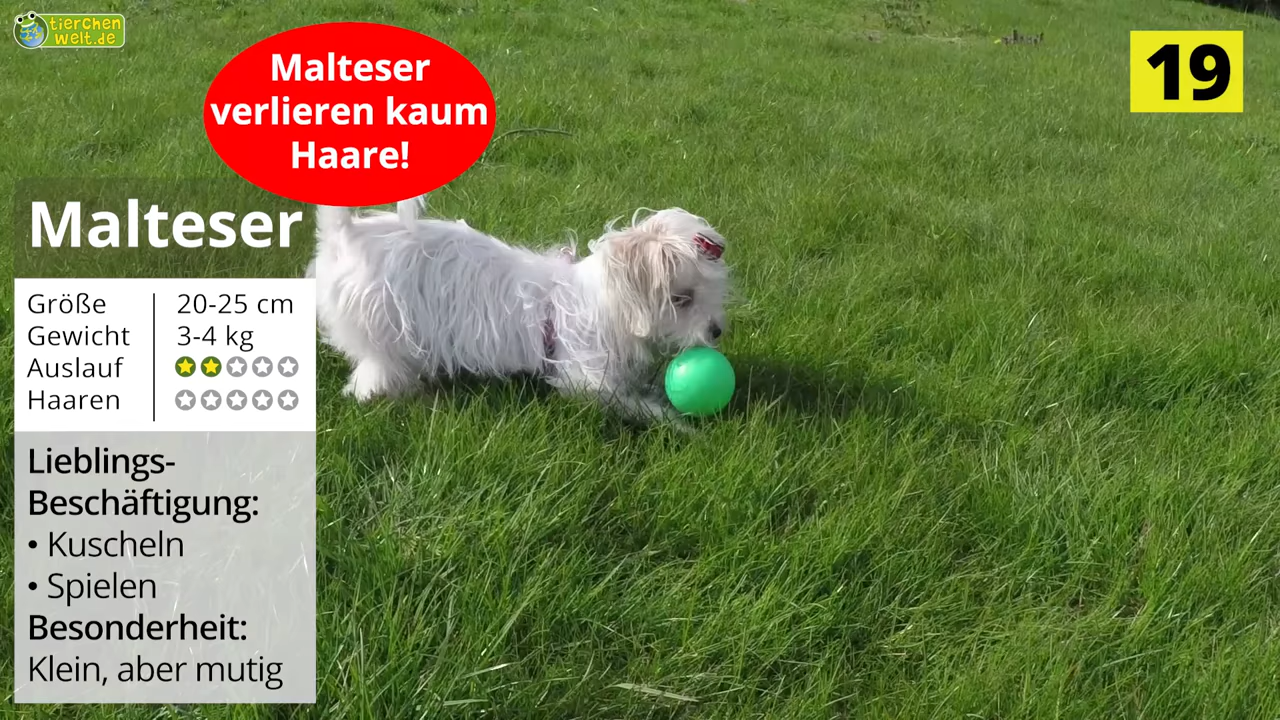 tierchen
welt.de
Malteser
verlieren kaum
Haare!
19
Malteser
Größe 20-25 cm
Gewicht 3-4 kg
Auslauf
Haaren
Lieblings-
Beschäftigung:
• Kuscheln
• Spielen
Besonderheit:
Klein, aber mutig